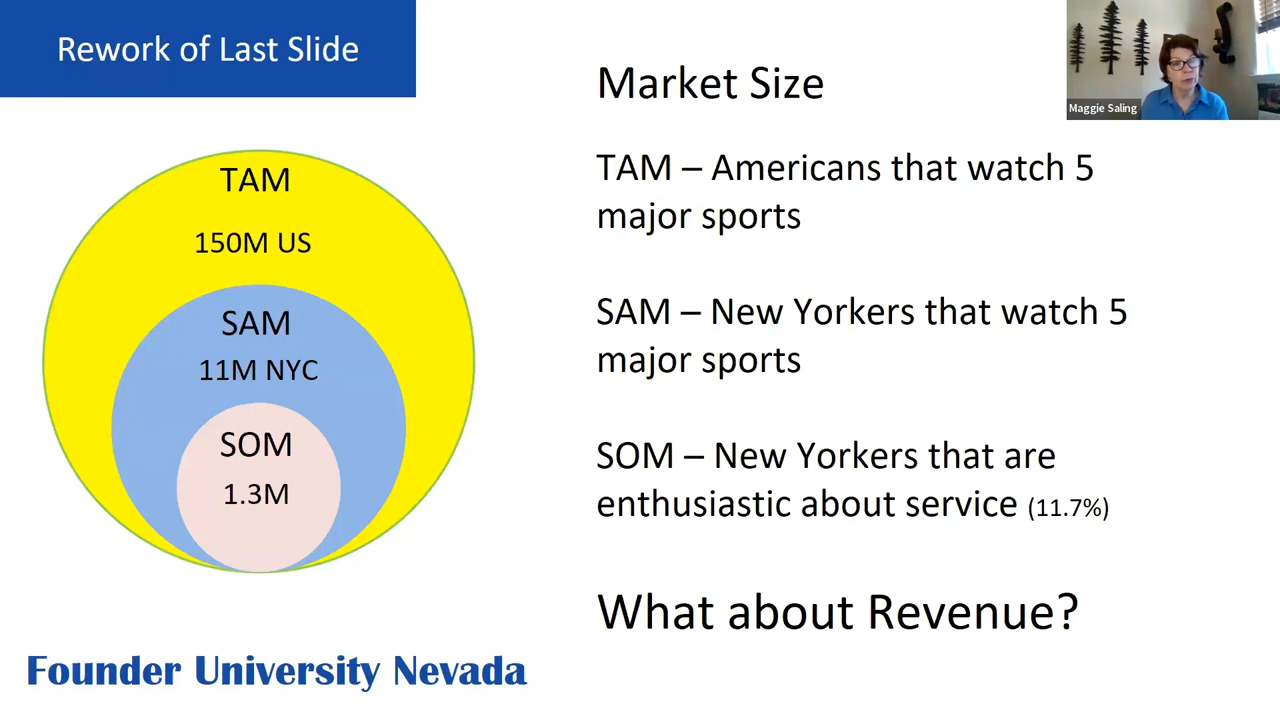 Rework of Last Slide
TAM
150M US
SAM
11M NYC
SOM
1.3M
Founder University Nevada
Market Size
TAM – Americans that watch 5
major sports
SAM – New Yorkers that watch 5
major sports
SOM – New Yorkers that are
enthusiastic about service (11.7%)
What about Revenue?
Maggie Saling